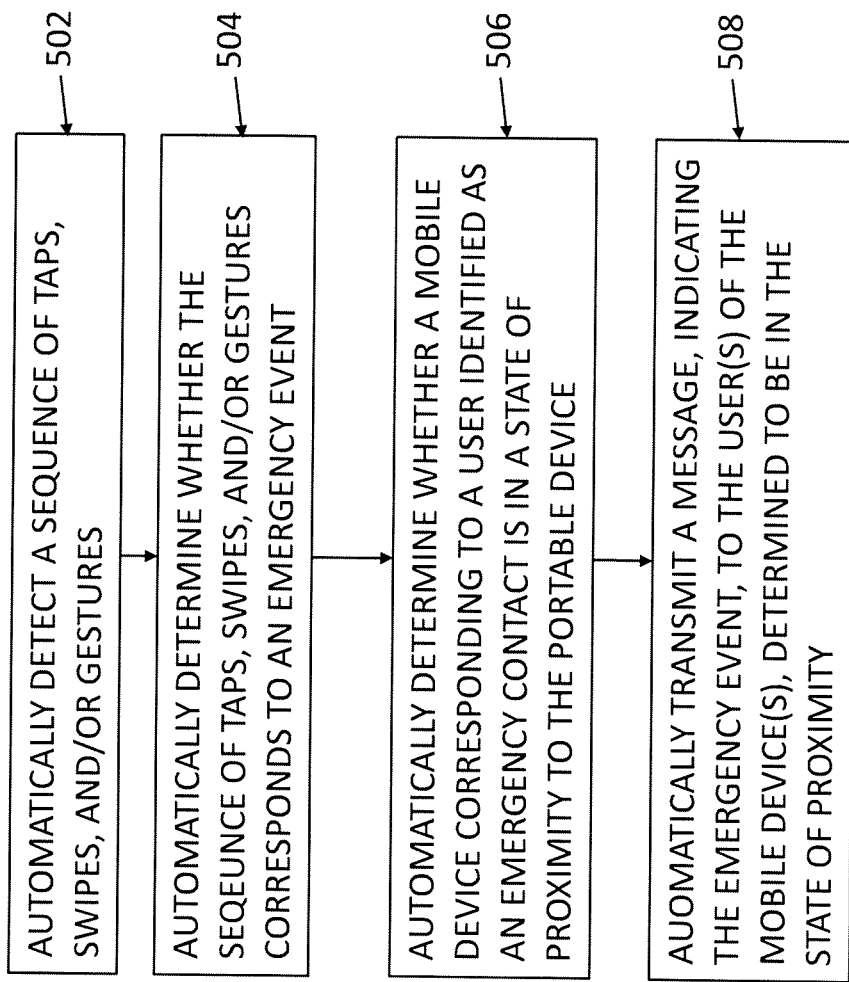 AUTOMATICALLY DETECT A SEQUENCE OF TAPS,
SWIPES, AND/OR GESTURES
502
AUTOMATICALLY DETERMINE WHETHER THE
SEQEUNCE OF TAPS, SWIPES, AND/OR GESTURES
CORRESPONDS TO AN EMERGENCY EVENT
504
AUTOMATICALLY DETERMINE WHETHER A MOBILE
DEVICE CORRESPONDING TO A USER IDENTIFIED AS
AN EMERGENCY CONTACT IS IN A STATE OF
PROXIMITY TO THE PORTABLE DEVICE
506
AUOMATICALLY TRANSMIT A MESSAGE, INDICATING
THE EMERGENCY EVENT, TO THE USER(S) OF THE
MOBILE DEVICE(S), DETERMINED TO BE IN THE
STATE OF PROXIMITY
508